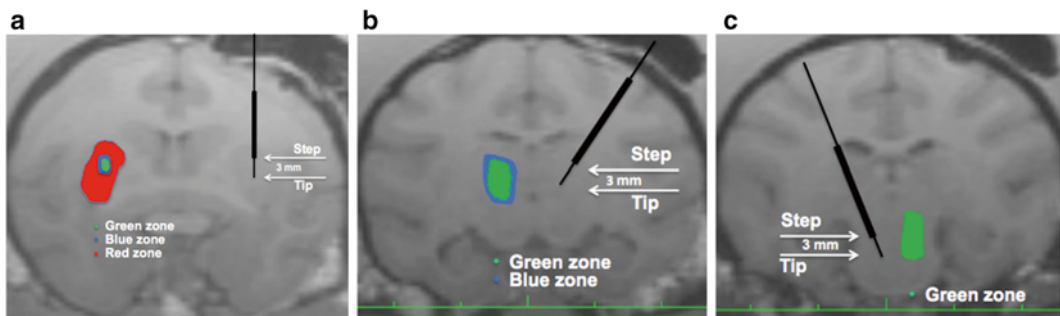 a
b
c
Step
3 mm
Tip
Green zone
Blue zone
Red zone
Step
3 mm
Tip
Green zone
Blue zone
Step
3 mm
Tip
Green zone